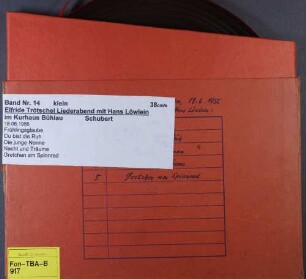 Band Nr. 14 klein 38cm/s
Elfride Trötschel Liederabend mit Hans Löwlein
im Kurhaus Bühlau Schubert
18.06.1955
Frühlingsglaube
Du bist die Ruh
Die junge Nonne
Nacht und Träume
Gretchen am Spinnrad
5 Gretchen am Spinnrad
Fon-TBA-B
917